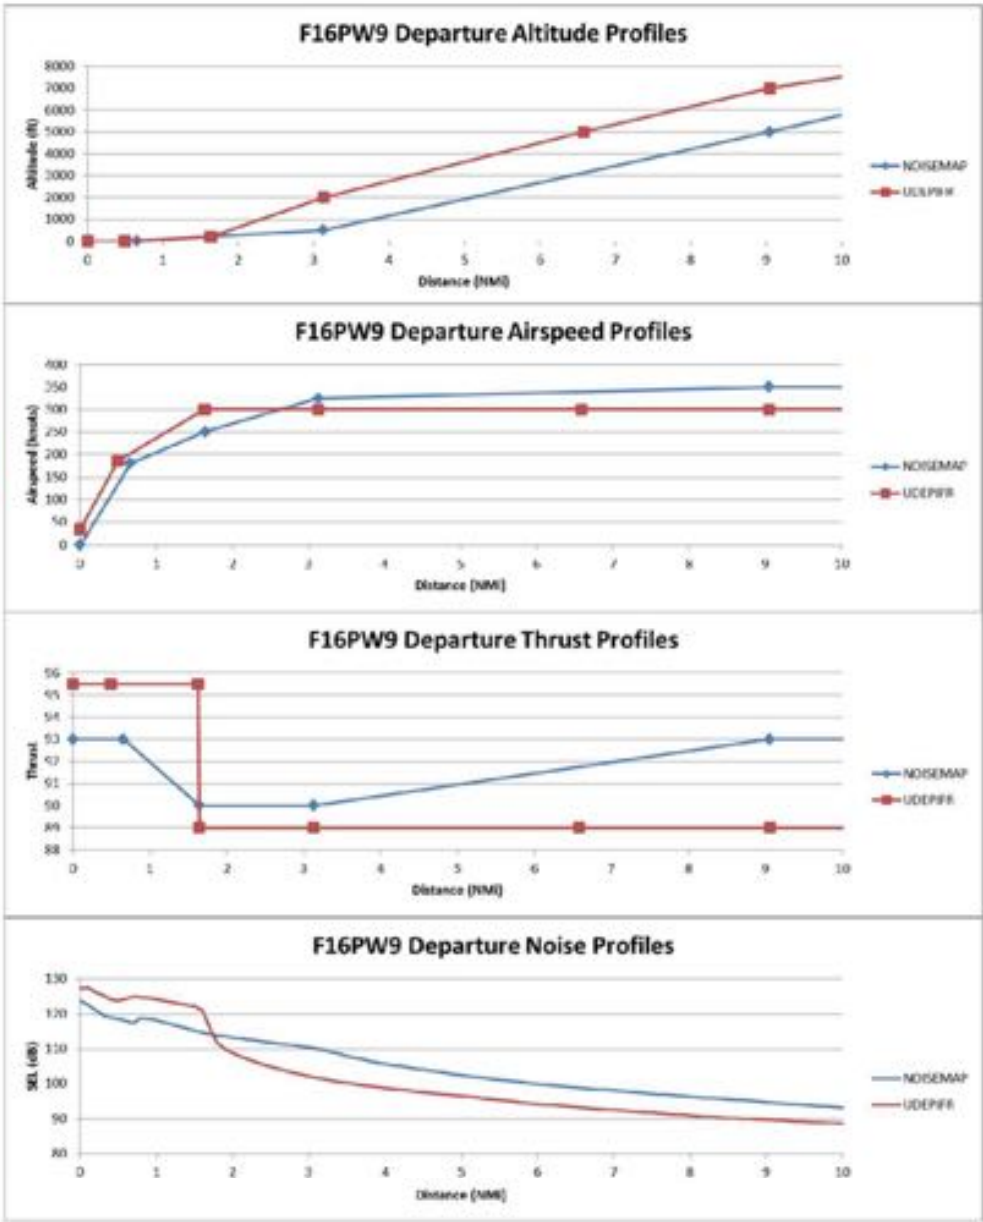 F16PW9 Departure Altitude Profiles
8000
7000
6000
5000
4000
3000
2000
1000
0
Altitude (ft)
0 1 2 3 4 5 6 7 8 9 10
Distance (NMi)
NOISEMAP
UDEPIFR
F16PW9 Departure Airspeed Profiles
400
350
300
250
200
150
100
50
0
Airspeed (knots)
0 1 2 3 4 5 6 7 8 9 10
Distance (NMi)
NOISEMAP
UDEPIFR
F16PW9 Departure Thrust Profiles
96
95
94
93
92
91
90
89
88
Thrust
0 1 2 3 4 5 6 7 8 9 10
Distance (NMi)
NOISEMAP
UDEPIFR
F16PW9 Departure Noise Profiles
130
120
110
100
90
80
SEL (dB)
0 1 2 3 4 5 6 7 8 9 10
Distance (NMi)
NOISEMAP
UDEPIFR